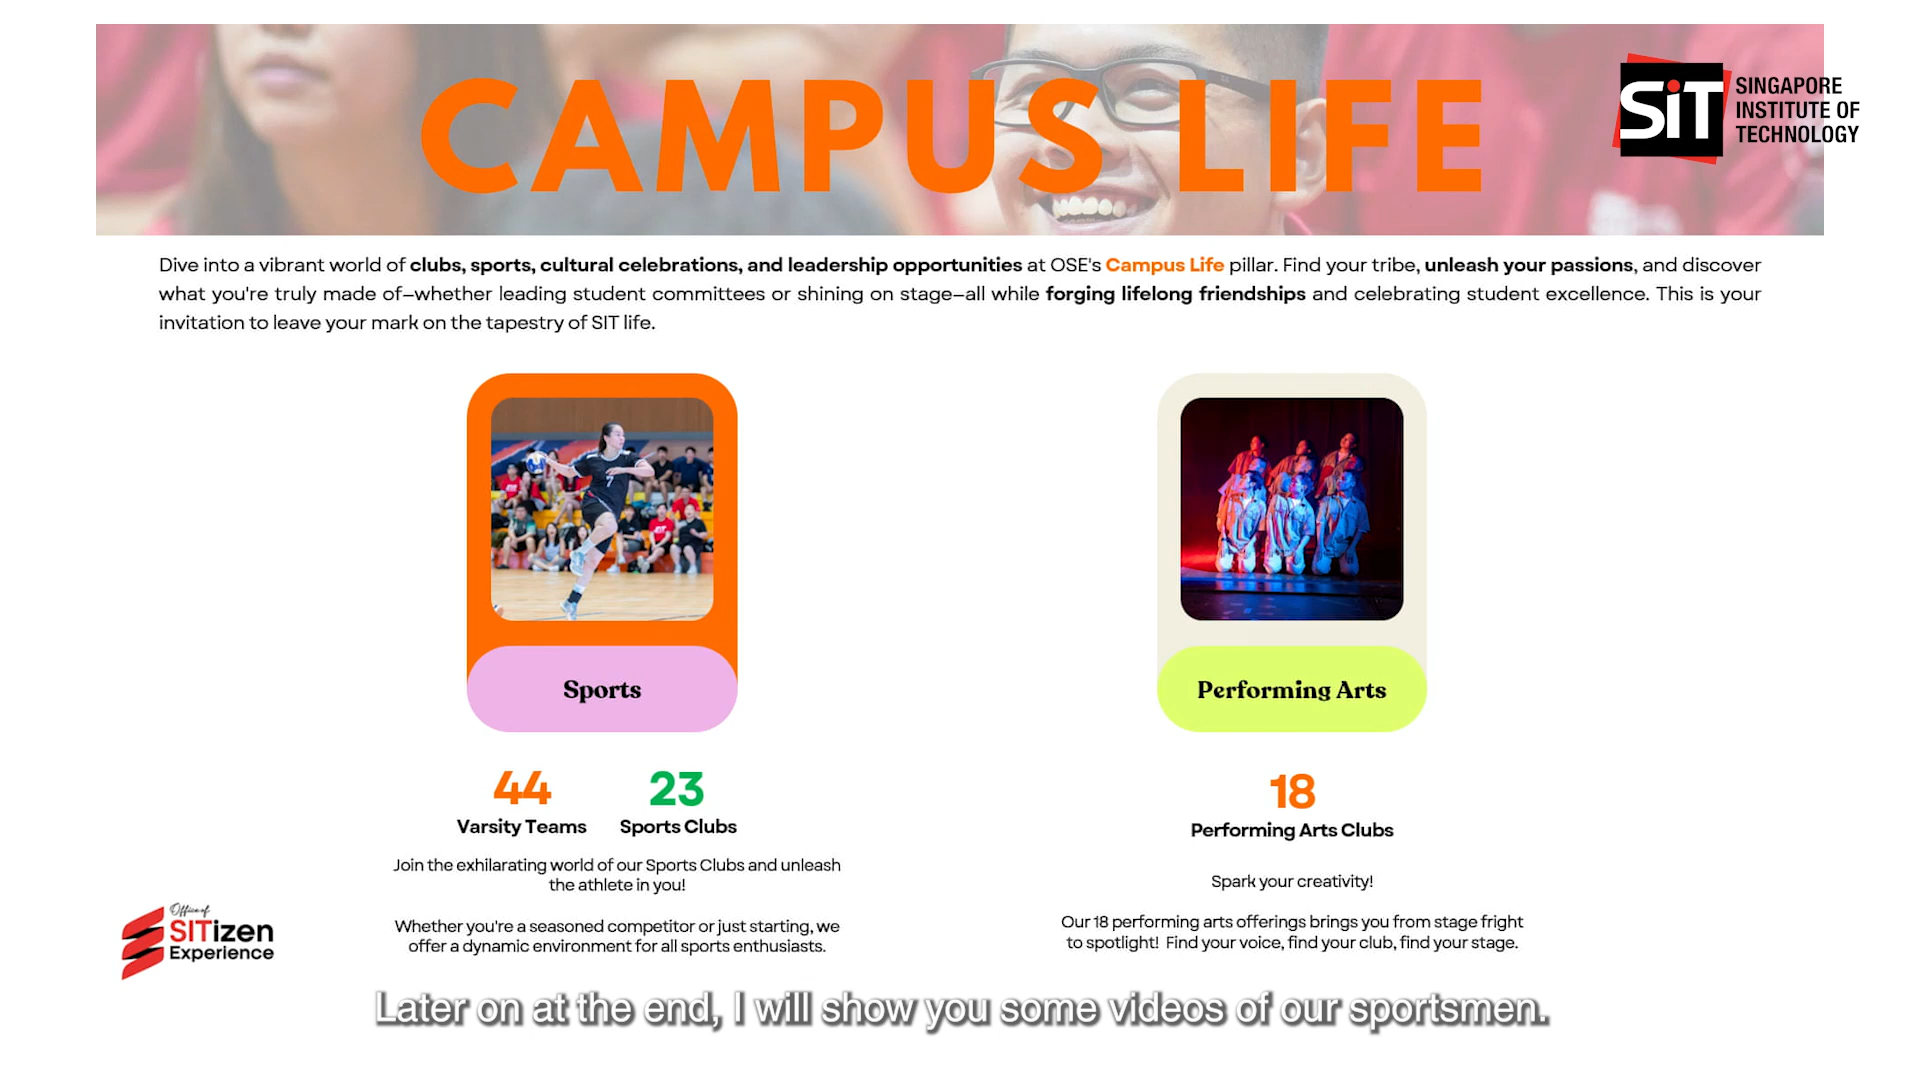 CAMPUS LIFE
SiT
SINGAPORE
INSTITUTE OF
TECHNOLOGY
Dive into a vibrant world of clubs, sports, cultural celebrations, and leadership opportunities at OSE's Campus Life pillar. Find your tribe, unleash your passions, and discover
what you're truly made of—whether leading student committees or shining on stage—all while forging lifelong friendships and celebrating student excellence. This is your
invitation to leave your mark on the tapestry of SIT life.
7
Sports
Performing Arts
44
23
18
Varsity Teams
Sports Clubs
Performing Arts Clubs
Join the exhilarating world of our Sports Clubs and unleash
the athlete in you!
Whether you're a seasoned competitor or just starting, we
offer a dynamic environment for all sports enthusiasts.
Spark your creativity!
Our 18 performing arts offerings brings you from stage fright
to spotlight! Find your voice, find your club, find your stage.
Office of
SITizen
Experience
Later on at the end, I will show you some videos of our sportsmen.